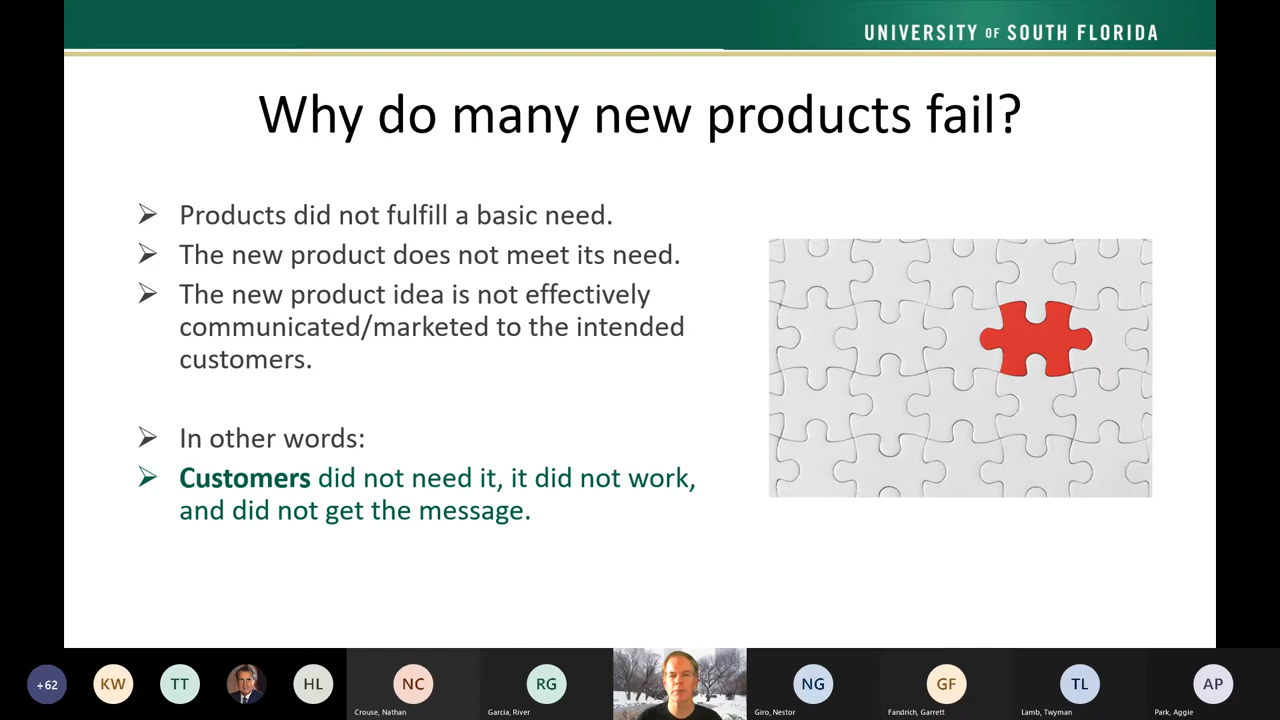 UNIVERSITY OF SOUTH FLORIDA
Why do many new products fail?
➢ Products did not fulfill a basic need.
➢ The new product does not meet its need.
➢ The new product idea is not effectively
communicated/marketed to the intended
customers.
➢ In other words:
➢ Customers did not need it, it did not work,
and did not get the message.
+62
KW
TT
HL
NC
Crouse, Nathan
RG
Garcia, River
NG
Giro, Nestor
GF
Fandrich, Garrett
TL
Lamb, Twyman
AP
Park, Aggie